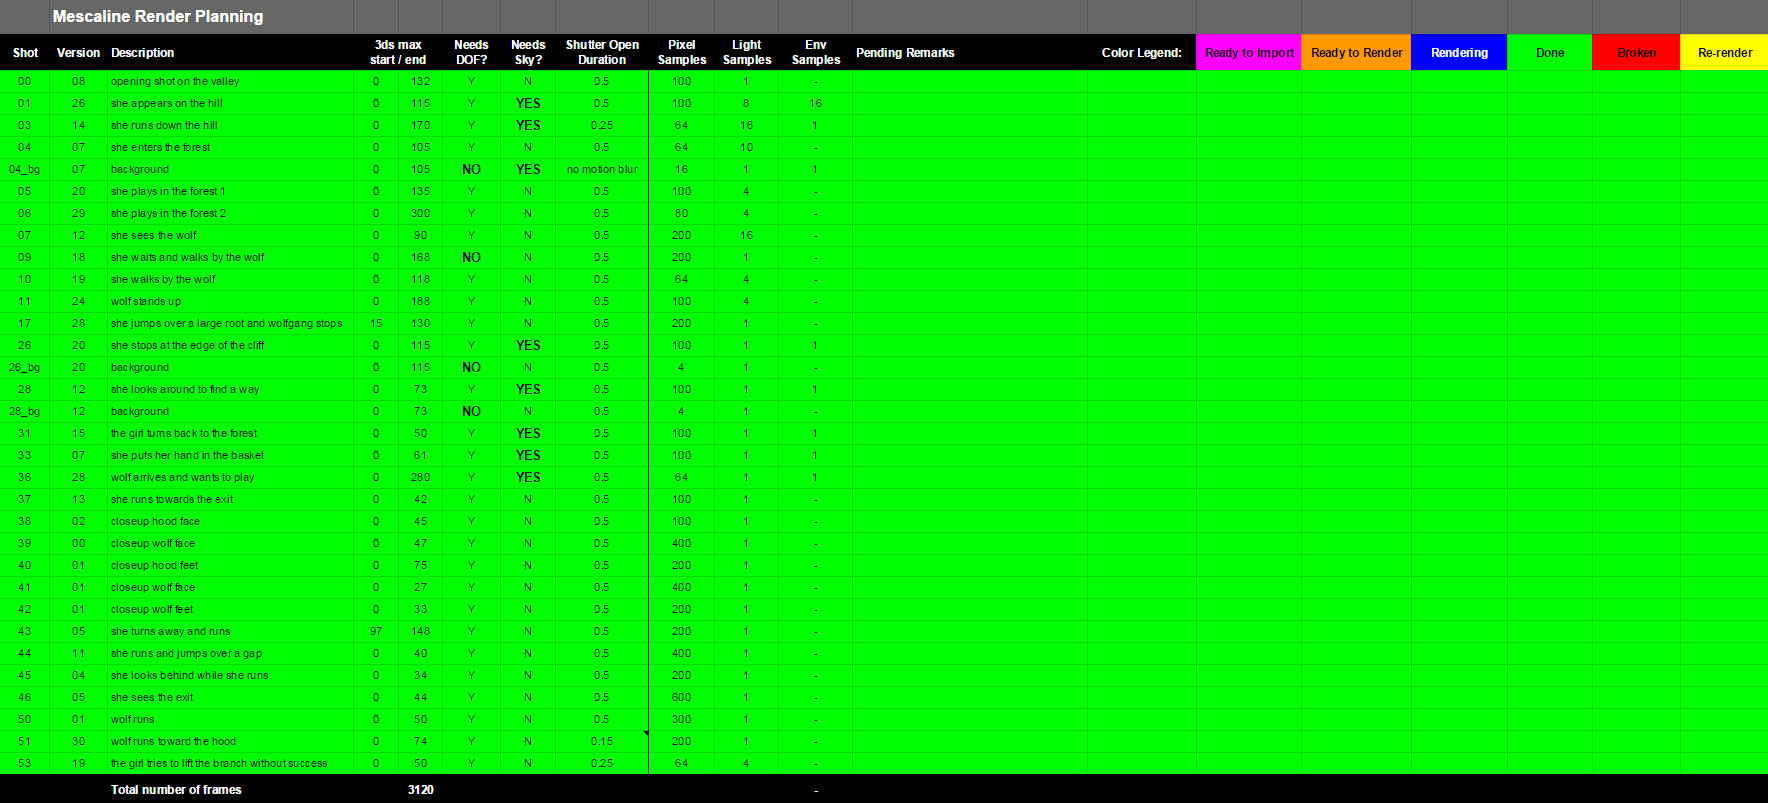 Mescaline Render Planning
Shot Version Description 3ds max start / end Needs DOF? Needs Sky? Shutter Open Duration Pixel Samples Light Samples Env Samples Pending Remarks Color Legend: Ready to Import Ready to Render Rendering Done Broken Re-render
00 08 opening shot on the valley 0 132 Y N 0.5 100 1 -
01 26 she appears on the hill 0 115 Y YES 0.5 100 8 16
03 14 she runs down the hill 0 170 Y YES 0.25 64 16 1
04 07 she enters the forest 0 105 Y N 0.5 64 10 -
04_bg 07 background 0 105 NO YES no motion blur 16 1 1
05 20 she plays in the forest 1 0 135 Y N 0.5 100 4 -
06 29 she plays in the forest 2 0 300 Y N 0.5 80 4 -
07 12 she sees the wolf 0 90 Y N 0.5 200 16 -
09 18 she waits and walks by the wolf 0 168 NO N 0.5 200 1 -
10 19 she walks by the wolf 0 118 Y N 0.5 64 4 -
11 24 wolf stands up 0 188 Y N 0.5 100 4 -
17 28 she jumps over a large root and wolfgang stops 15 130 Y N 0.5 200 1 -
26 20 she stops at the edge of the cliff 0 115 Y YES 0.5 100 1 1
26_bg 20 background 0 115 NO N 0.5 4 1 -
28 12 she looks around to find a way 0 73 Y YES 0.5 100 1 1
28_bg 12 background 0 73 NO N 0.5 4 1 -
31 15 the girl turns back to the forest 0 50 Y YES 0.5 100 1 1
33 07 she puts her hand in the basket 0 61 Y YES 0.5 100 1 1
36 28 wolf arrives and wants to play 0 280 Y YES 0.5 64 1 1
37 13 she runs towards the exit 0 42 Y N 0.5 100 1 -
38 02 closeup hood face 0 45 Y N 0.5 100 1 -
39 00 closeup wolf face 0 47 Y N 0.5 400 1 -
40 01 closeup hood feet 0 75 Y N 0.5 200 1 -
41 01 closeup wolf face 0 27 Y N 0.5 400 1 -
42 01 closeup wolf feet 0 33 Y N 0.5 200 1 -
43 05 she turns away and runs 97 148 Y N 0.5 200 1 -
44 11 she runs and jumps over a gap 0 40 Y N 0.5 400 1 -
45 04 she looks behind while she runs 0 34 Y N 0.5 200 1 -
46 05 she sees the exit 0 44 Y N 0.5 600 1 -
50 01 wolf runs 0 50 Y N 0.5 300 1 -
51 30 wolf runs toward the hood 0 74 Y N 0.15 200 1 -
53 19 the girl tries to lift the branch without success 0 50 Y N 0.25 64 4 -
Total number of frames 3120 -